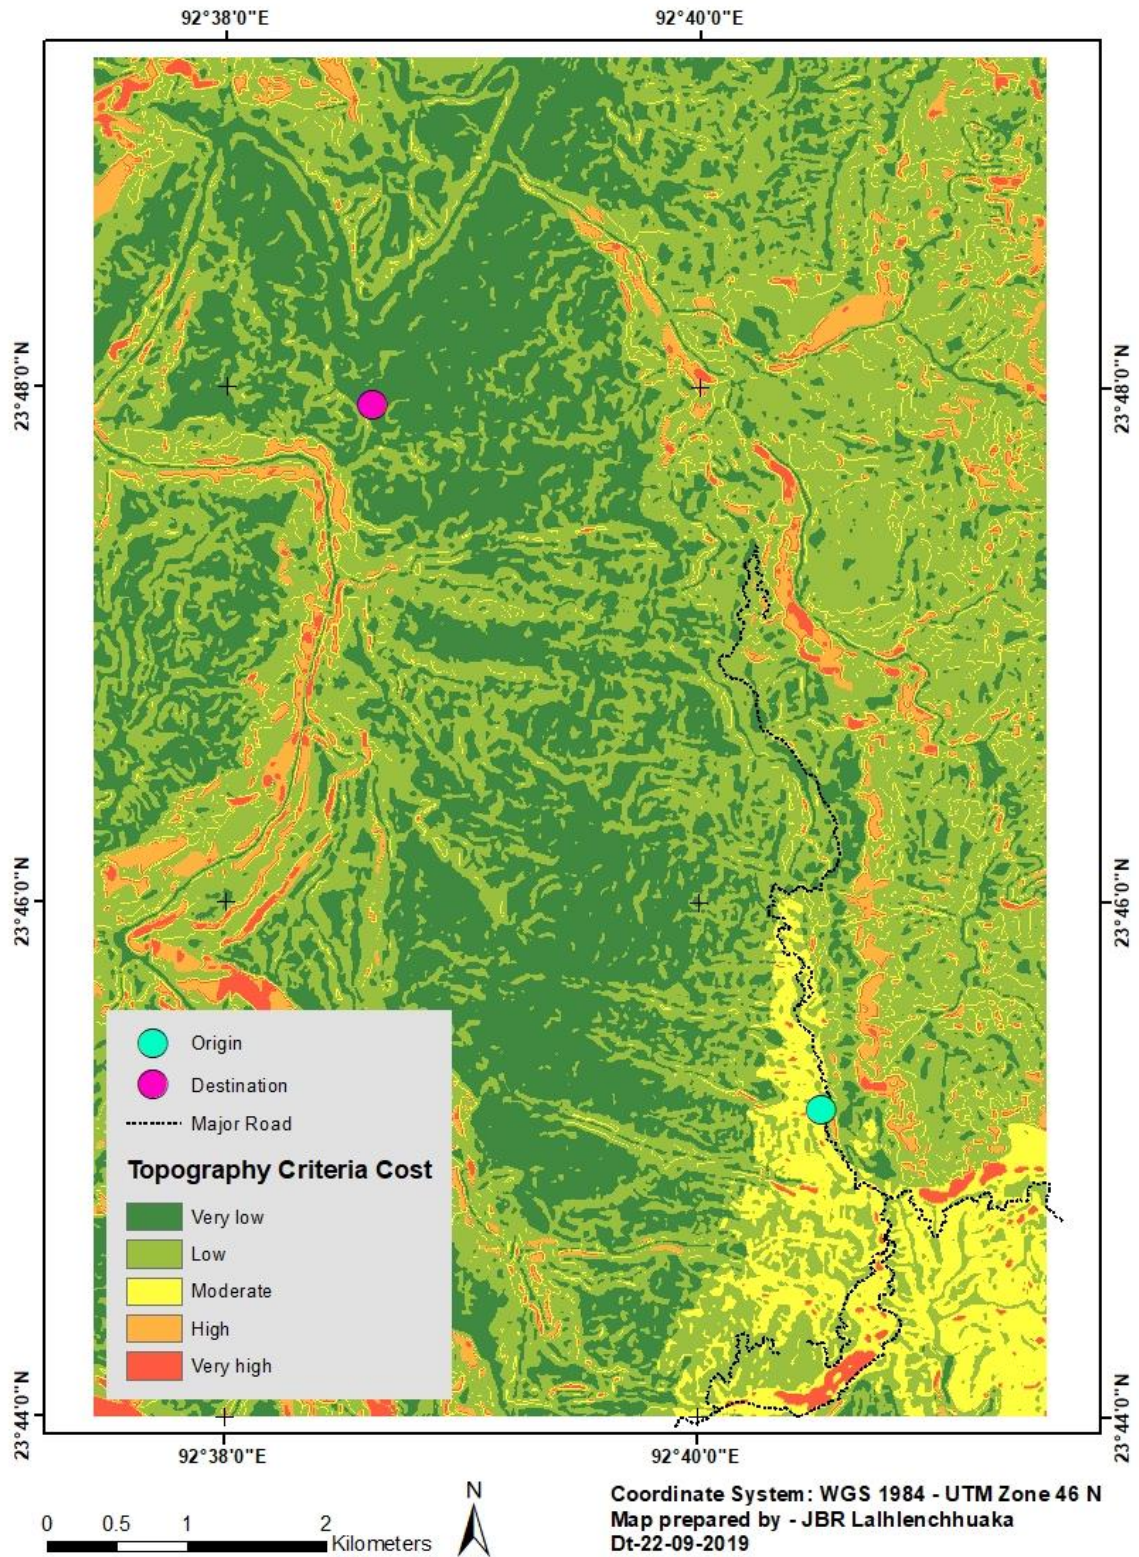 92°38'0"E 92°40'0"E
23°48'0"N 23°48'0"N
23°46'0"N 23°46'0"N
Origin
Destination
Major Road
Topography Criteria Cost
Very low
Low
Moderate
High
Very high
23°44'0"N 23°44'0"N
92°38'0"E 92°40'0"E
N
0 0.5 1 2
Kilometers
Coordinate System: WGS 1984 - UTM Zone 46 N
Map prepared by - JBR Lalhlenchhuaka
Dt-22-09-2019